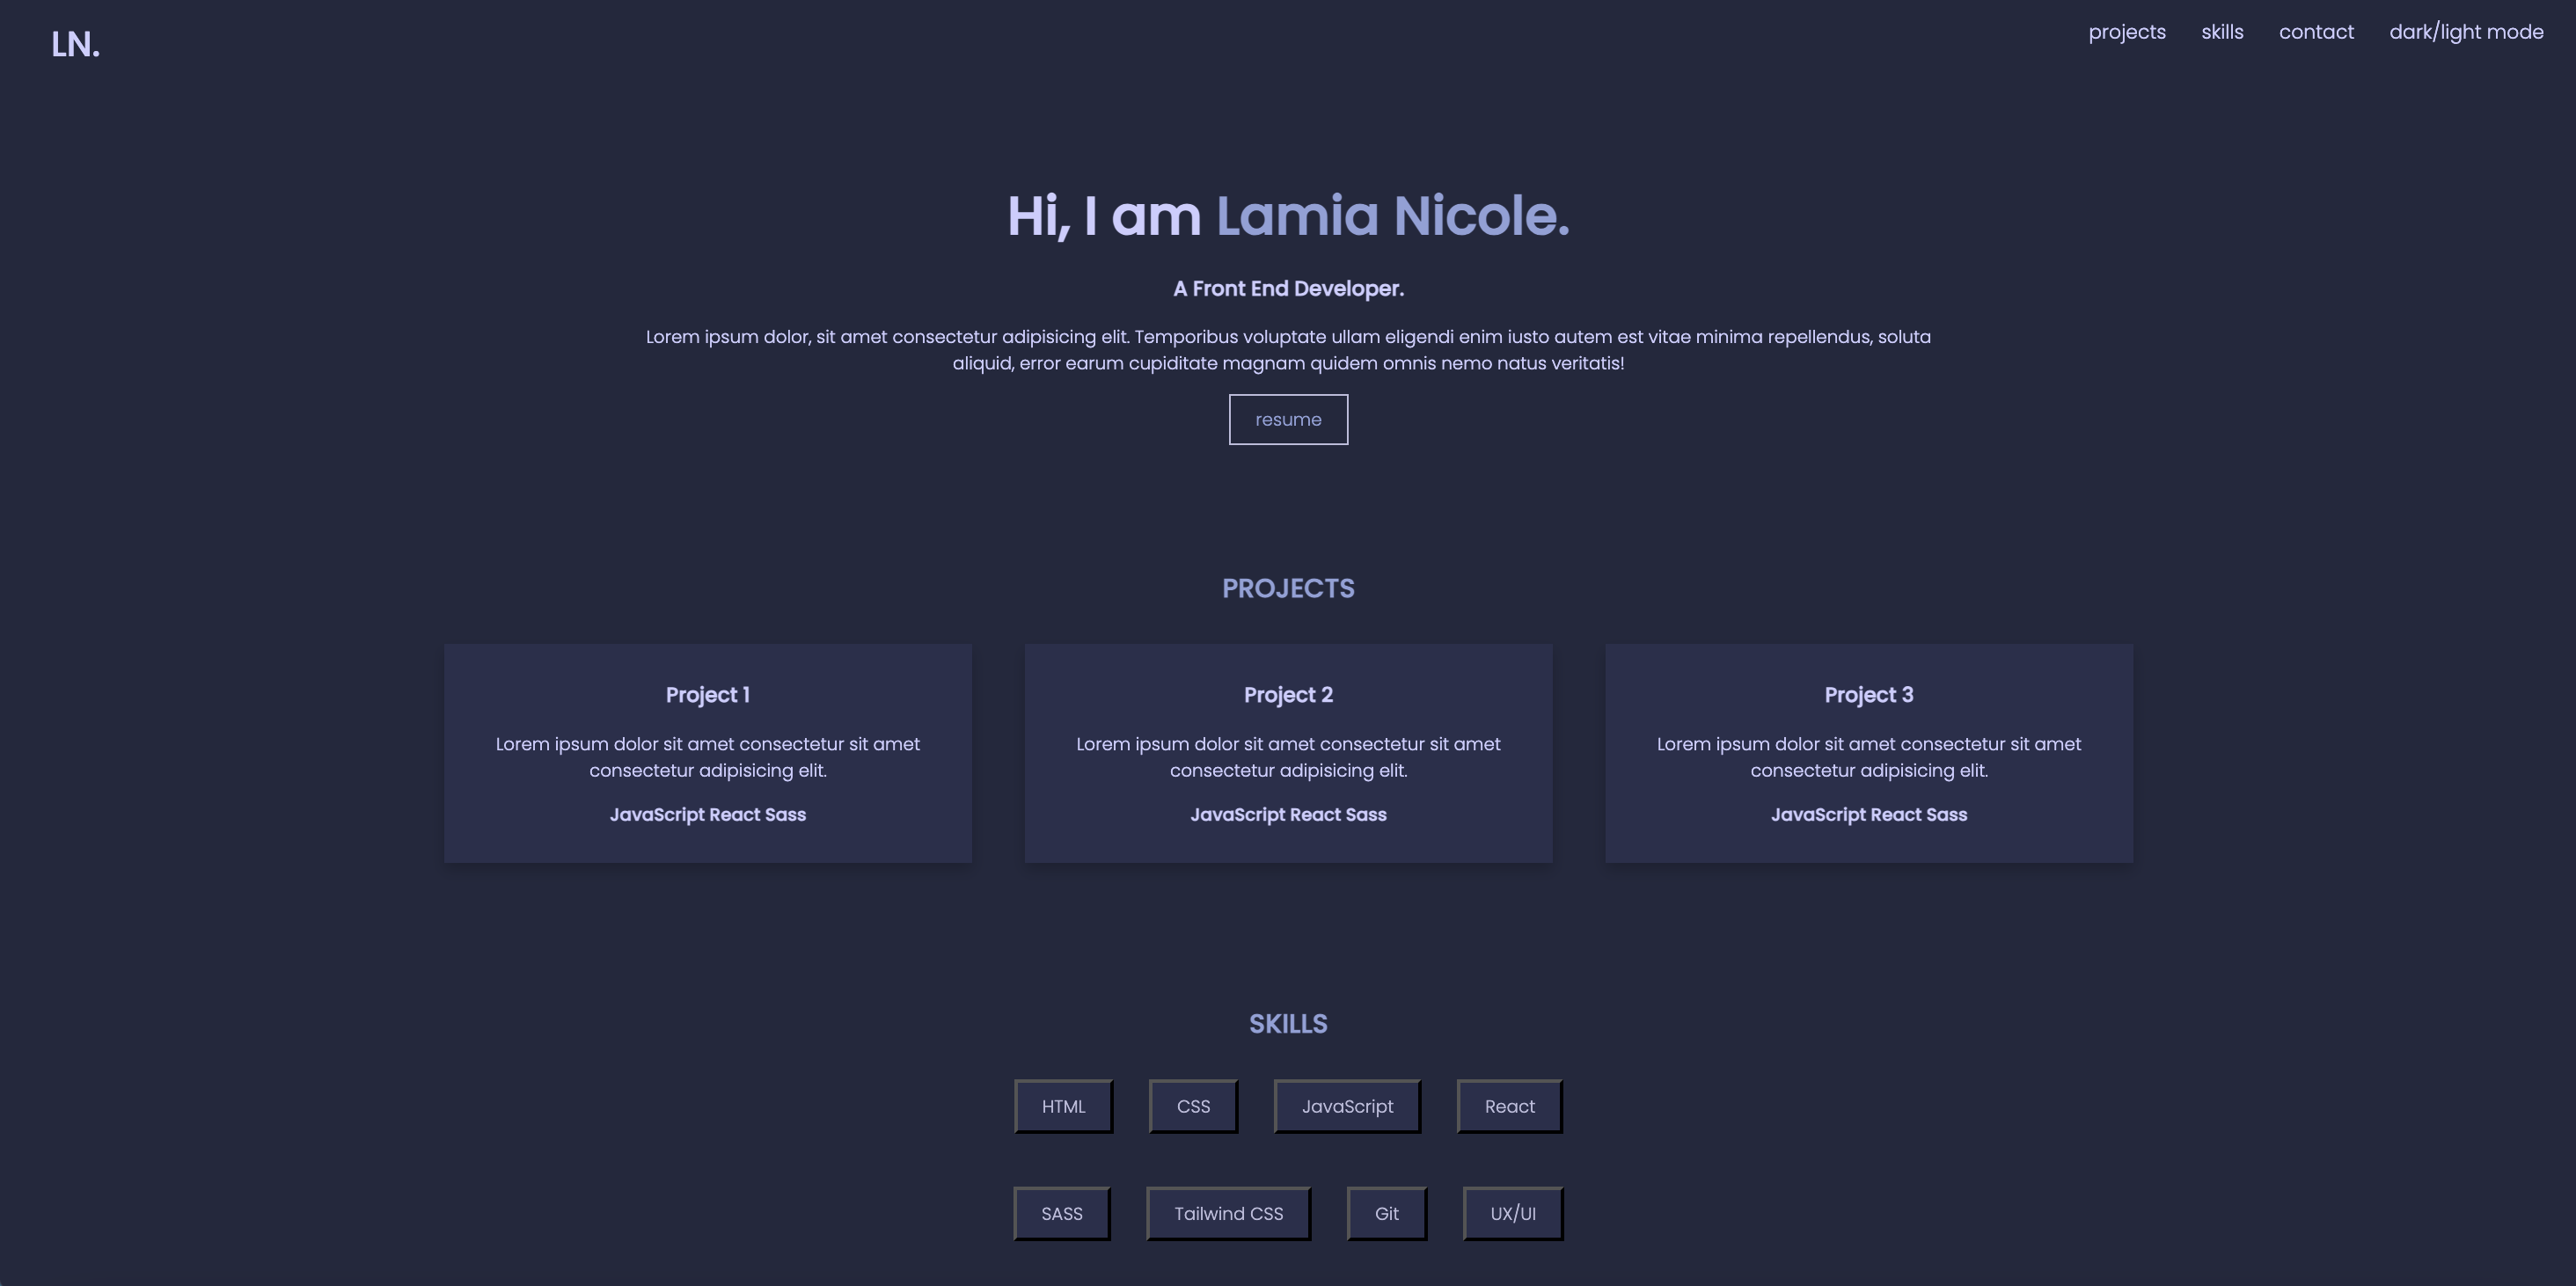 LN.
projects skills contact dark/light mode
Hi, I am Lamia Nicole.
A Front End Developer.
Lorem ipsum dolor, sit amet consectetur adipisicing elit. Temporibus voluptate ullam eligendi enim iusto autem est vitae minima repellendus, soluta
aliquid, error earum cupiditate magnam quidem omnis nemo natus veritatis!
resume
PROJECTS
Project 1
Lorem ipsum dolor sit amet consectetur sit amet
consectetur adipisicing elit.
JavaScript React Sass
Project 2
Lorem ipsum dolor sit amet consectetur sit amet
consectetur adipisicing elit.
JavaScript React Sass
Project 3
Lorem ipsum dolor sit amet consectetur sit amet
consectetur adipisicing elit.
JavaScript React Sass
SKILLS
HTML CSS JavaScript React
SASS Tailwind CSS Git UX/UI